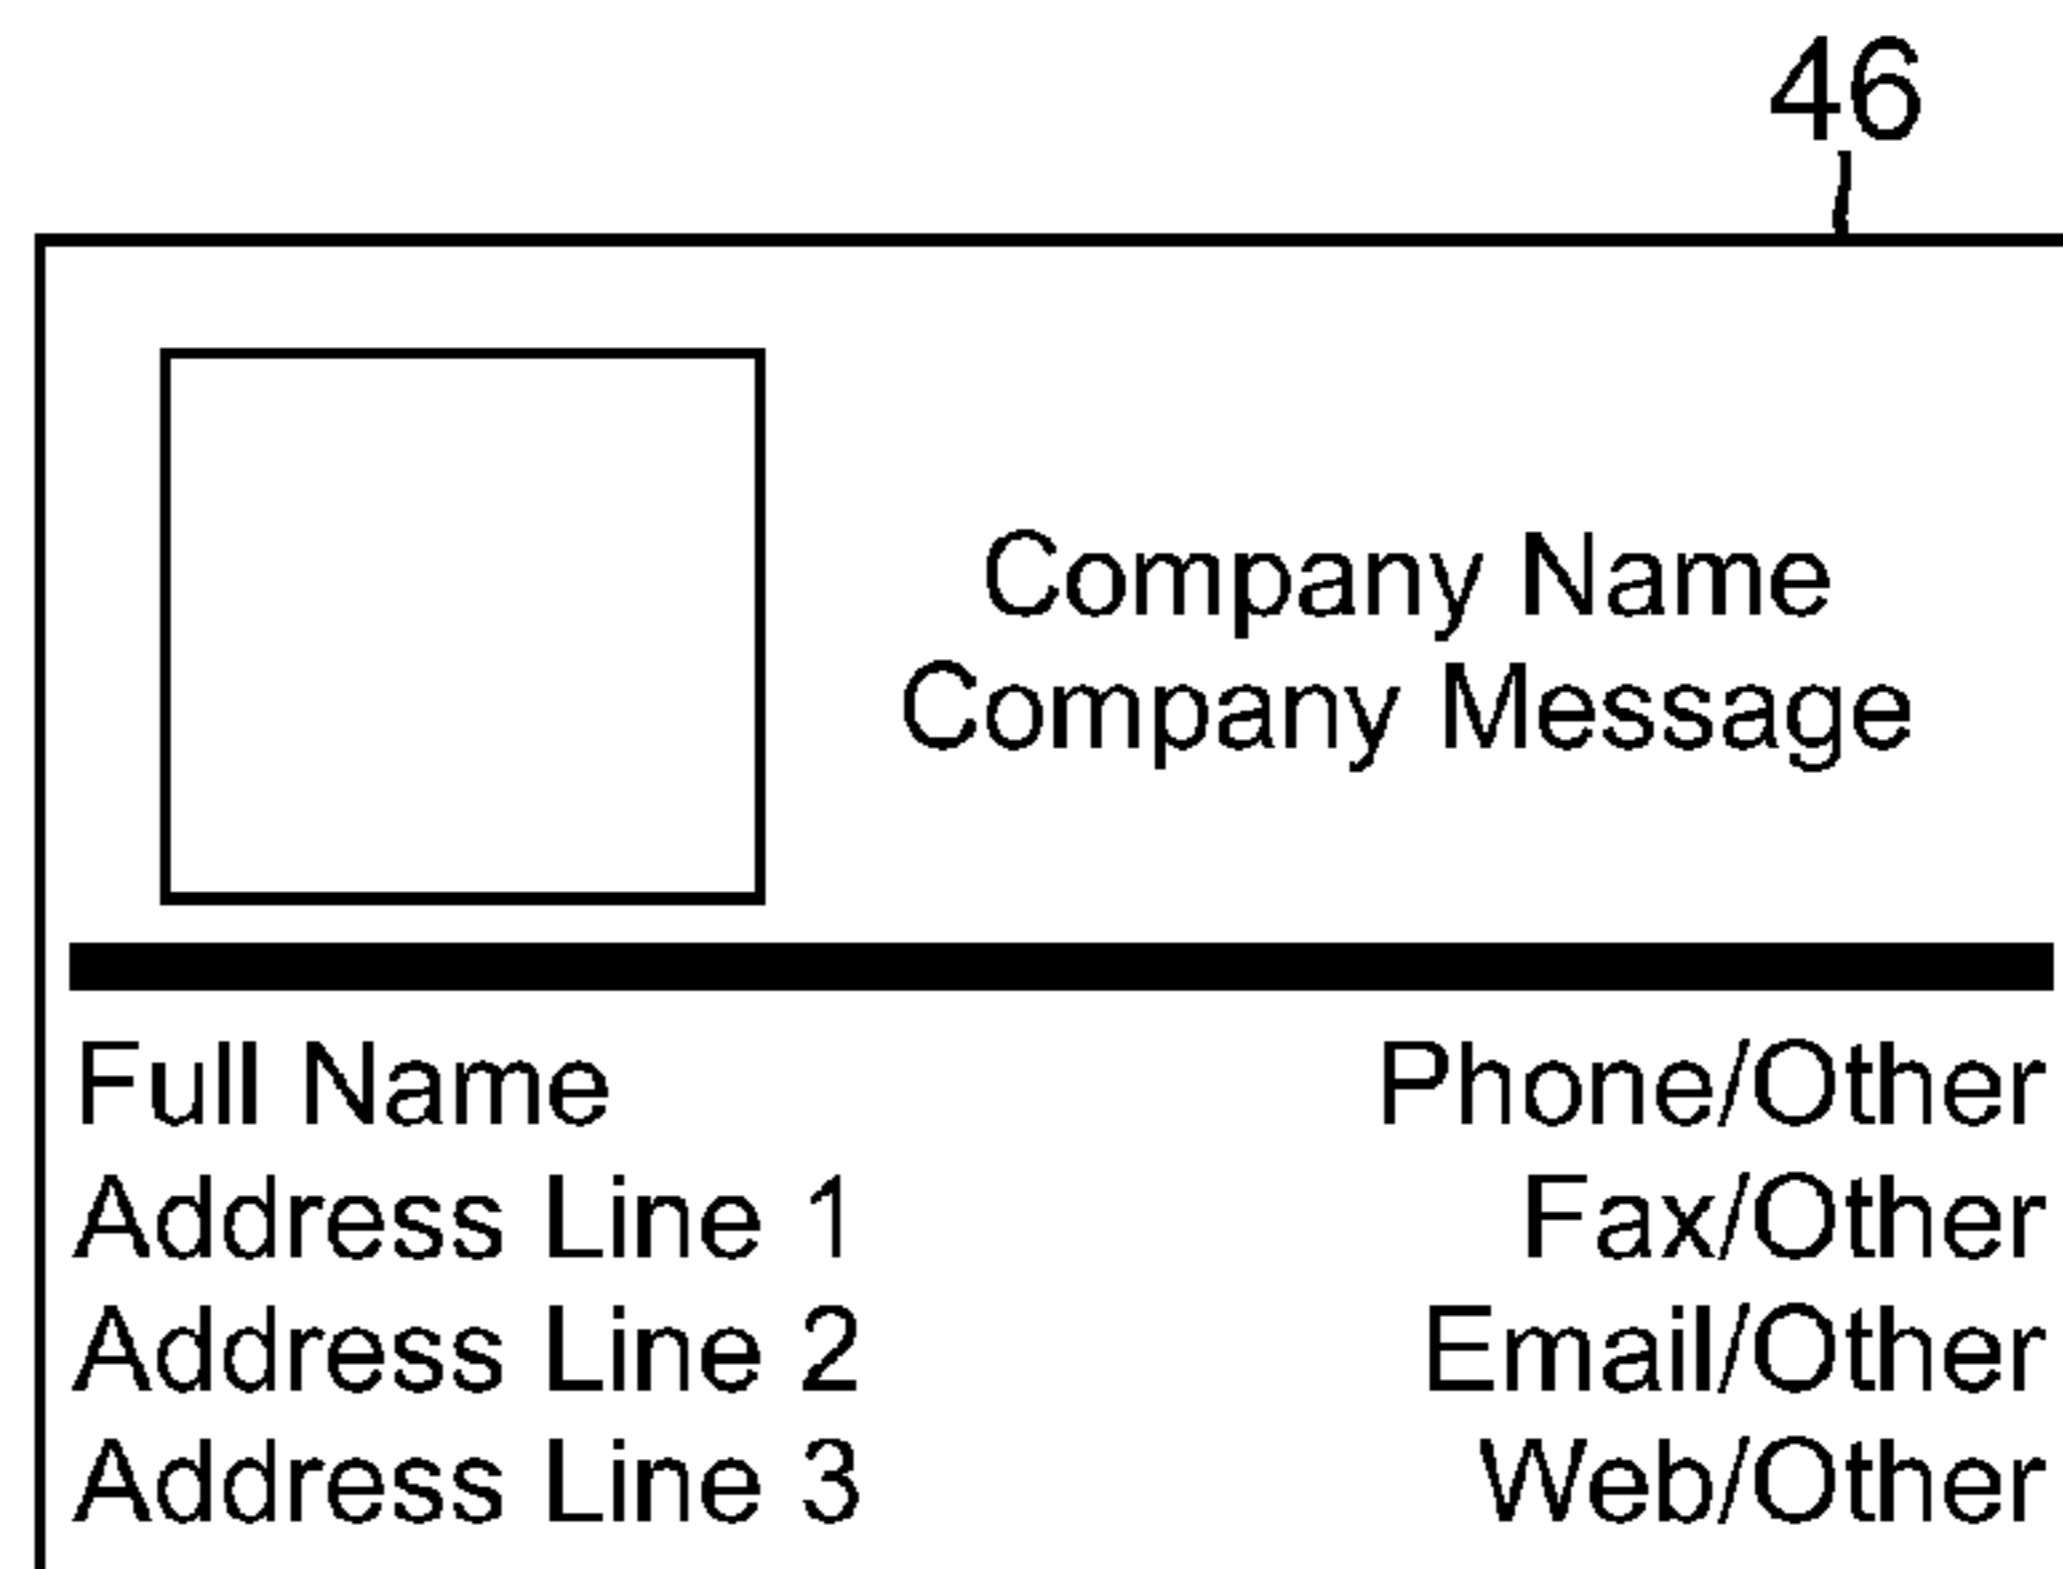 46
Company Name
Company Message
Full Name
Phone/Other
Address Line 1
Fax/Other
Address Line 2
Email/Other
Address Line 3
Web/Other